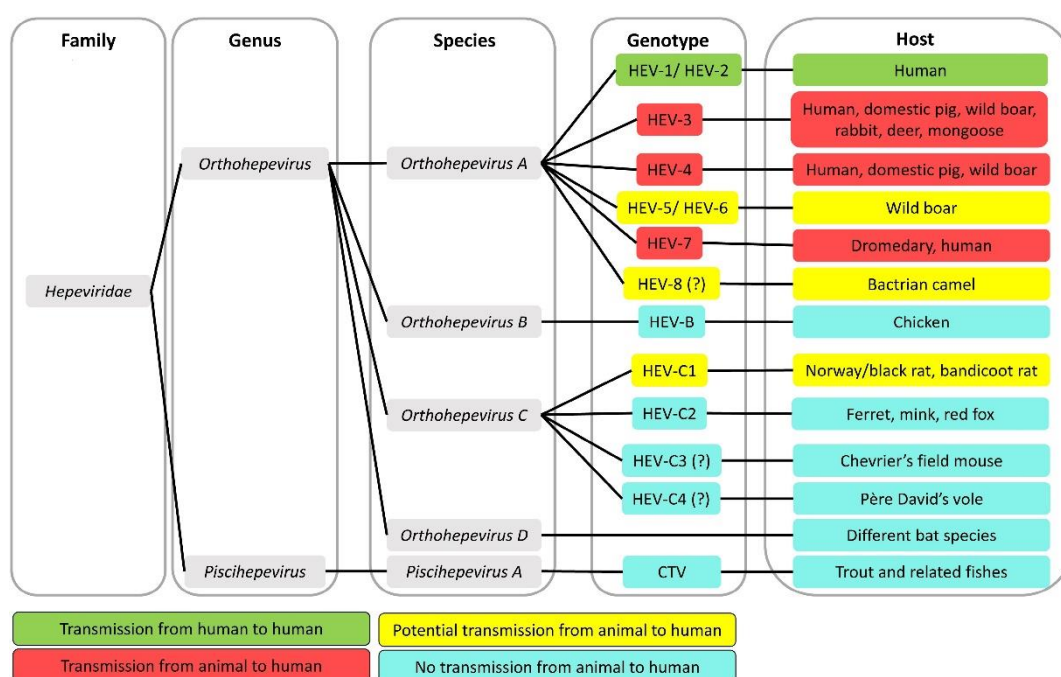 Family
Genus
Species
Genotype
Host
HEV-1/ HEV-2
Human
HEV-3
Human, domestic pig, wild boar,
rabbit, deer, mongoose
Orthohepevirus
Orthohepevirus A
HEV-4
Human, domestic pig, wild boar
HEV-5/ HEV-6
Wild boar
HEV-7
Dromedary, human
Hepeviridae
HEV-8 (?)
Bactrian camel
Orthohepevirus B
HEV-B
Chicken
HEV-C1
Norway/black rat, bandicoot rat
Orthohepevirus C
HEV-C2
Ferret, mink, red fox
HEV-C3 (?)
Chevrier's field mouse
HEV-C4 (?)
Père David's vole
Orthohepevirus D
Different bat species
Piscihepevirus
Piscihepevirus A
CTV
Trout and related fishes
Transmission from human to human
Potential transmission from animal to human
Transmission from animal to human
No transmission from animal to human